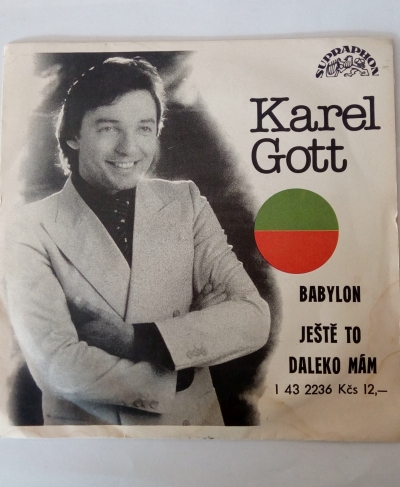 SUPRAPHON
Karel
Gott
BABYLON
JEŠTĚ TO
DALEKO MÁM
1 43 2236 Kčs 12,—